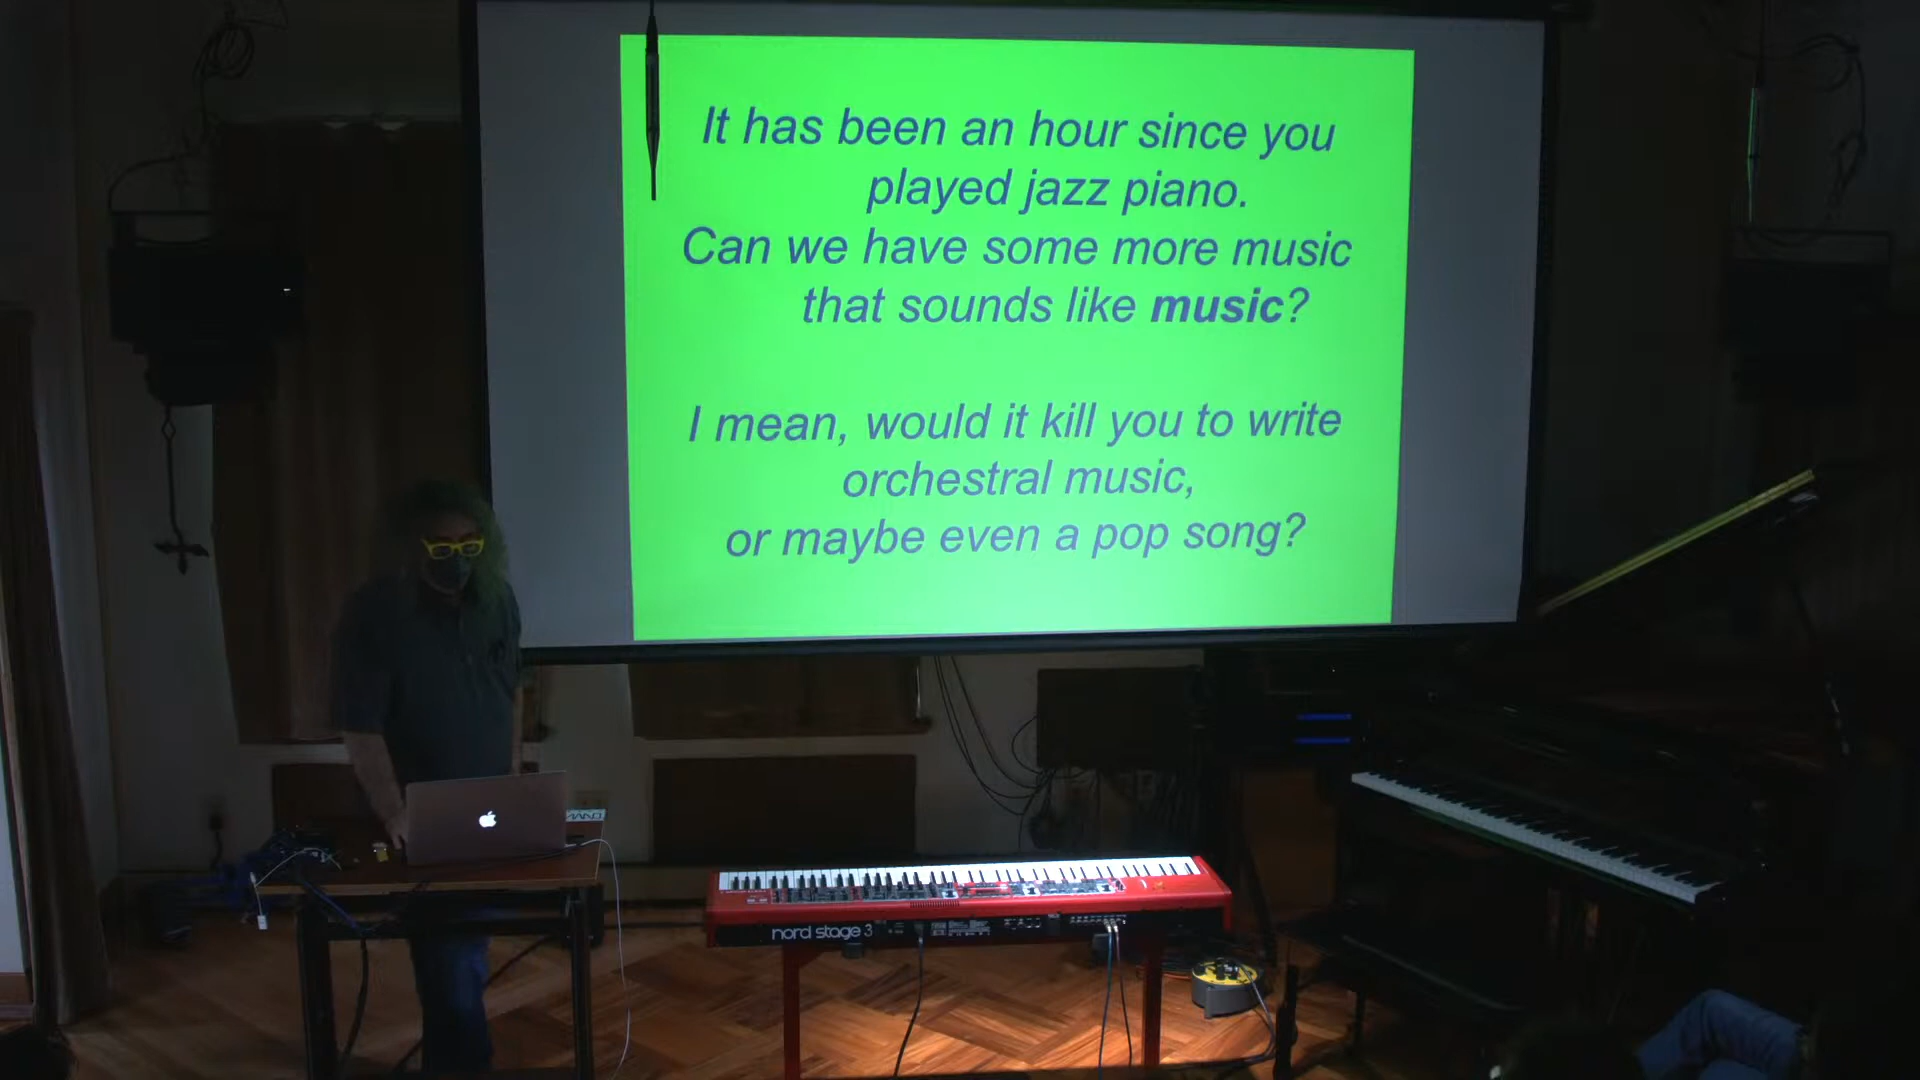 It has been an hour since you
played jazz piano.
Can we have some more music
that sounds like music?
I mean, would it kill you to write
orchestral music,
or maybe even a pop song?
nord stage 3